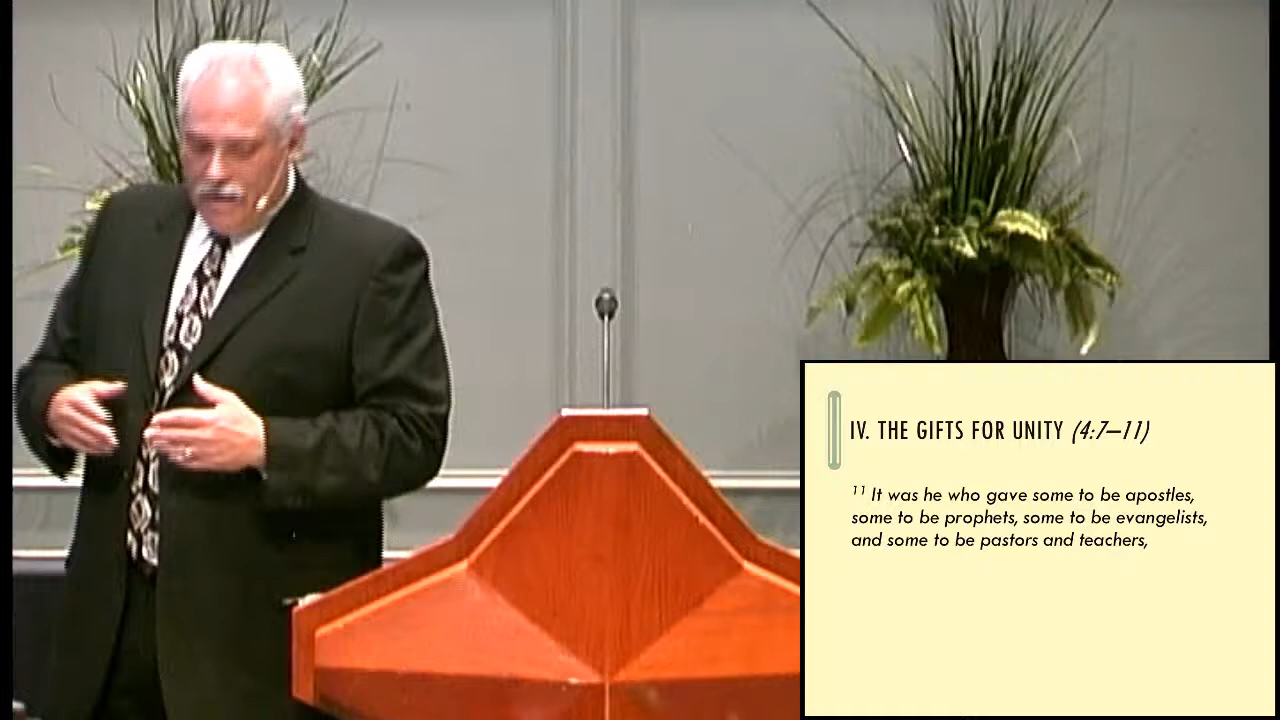 IV. THE GIFTS FOR UNITY (4:7–11)
¹¹ It was he who gave some to be apostles,
some to be prophets, some to be evangelists,
and some to be pastors and teachers,